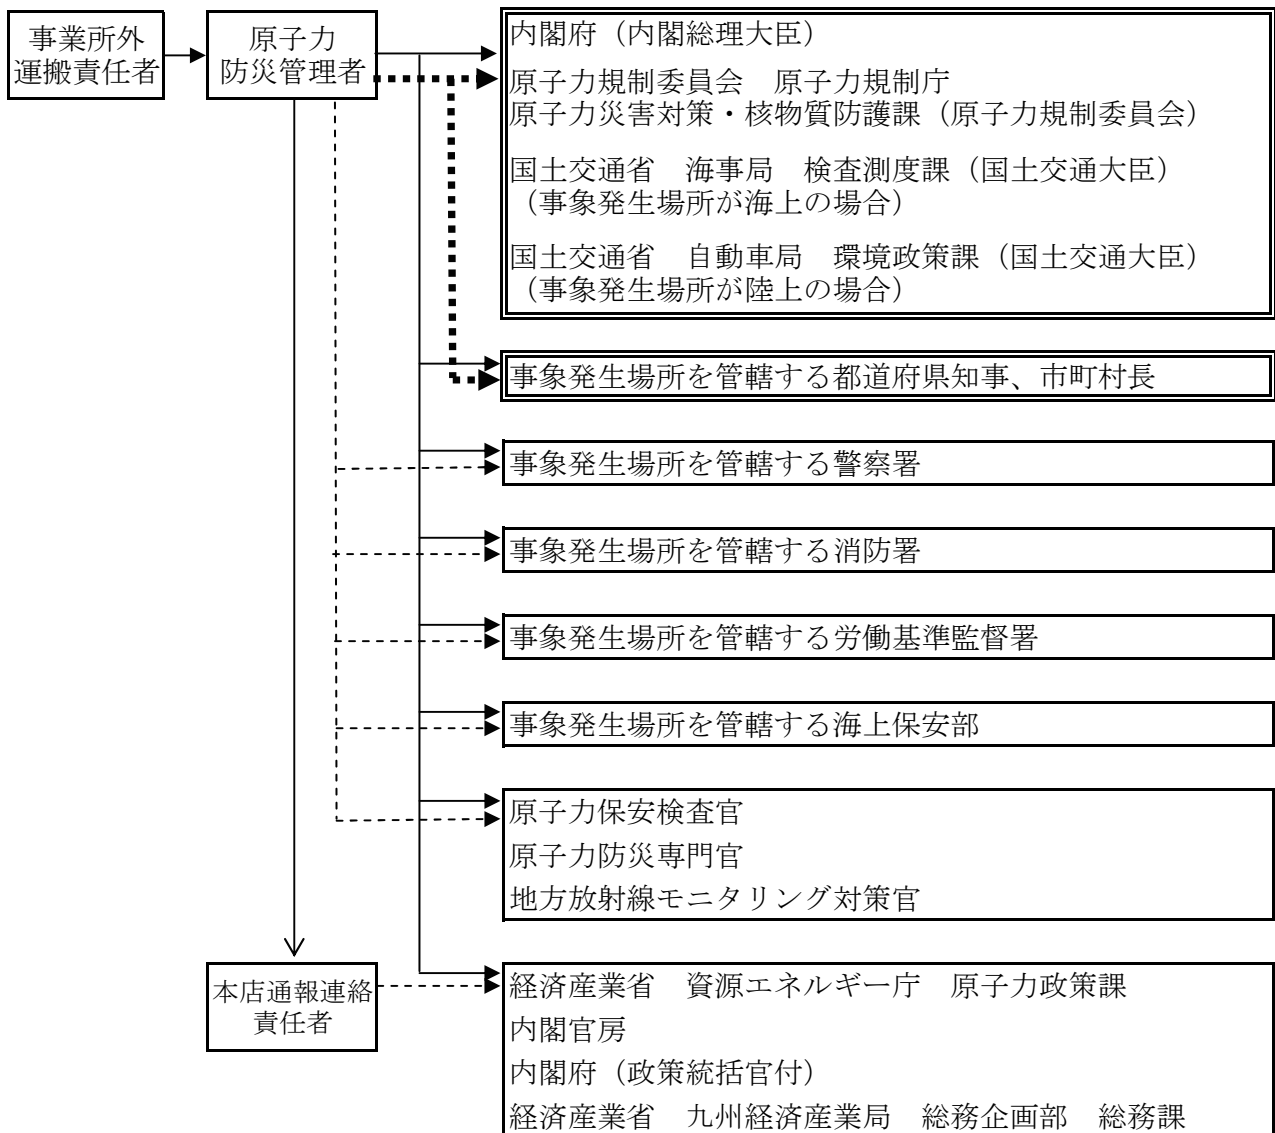 事業所外
運搬責任者
原子力
防災管理者
内閣府（内閣総理大臣）
原子力規制委員会　原子力規制庁
原子力災害対策・核物質防護課（原子力規制委員会）
国土交通省　海事局　検査測度課（国土交通大臣）
（事象発生場所が海上の場合）
国土交通省　自動車局　環境政策課（国土交通大臣）
（事象発生場所が陸上の場合）
事象発生場所を管轄する都道府県知事、市町村長
事象発生場所を管轄する警察署
事象発生場所を管轄する消防署
事象発生場所を管轄する労働基準監督署
事象発生場所を管轄する海上保安部
原子力保安検査官
原子力防災専門官
地方放射線モニタリング対策官
本店通報連絡
責任者
経済産業省　資源エネルギー庁　原子力政策課
内閣官房
内閣府（政策統括官付）
経済産業省　九州経済産業局　総務企画部　総務課